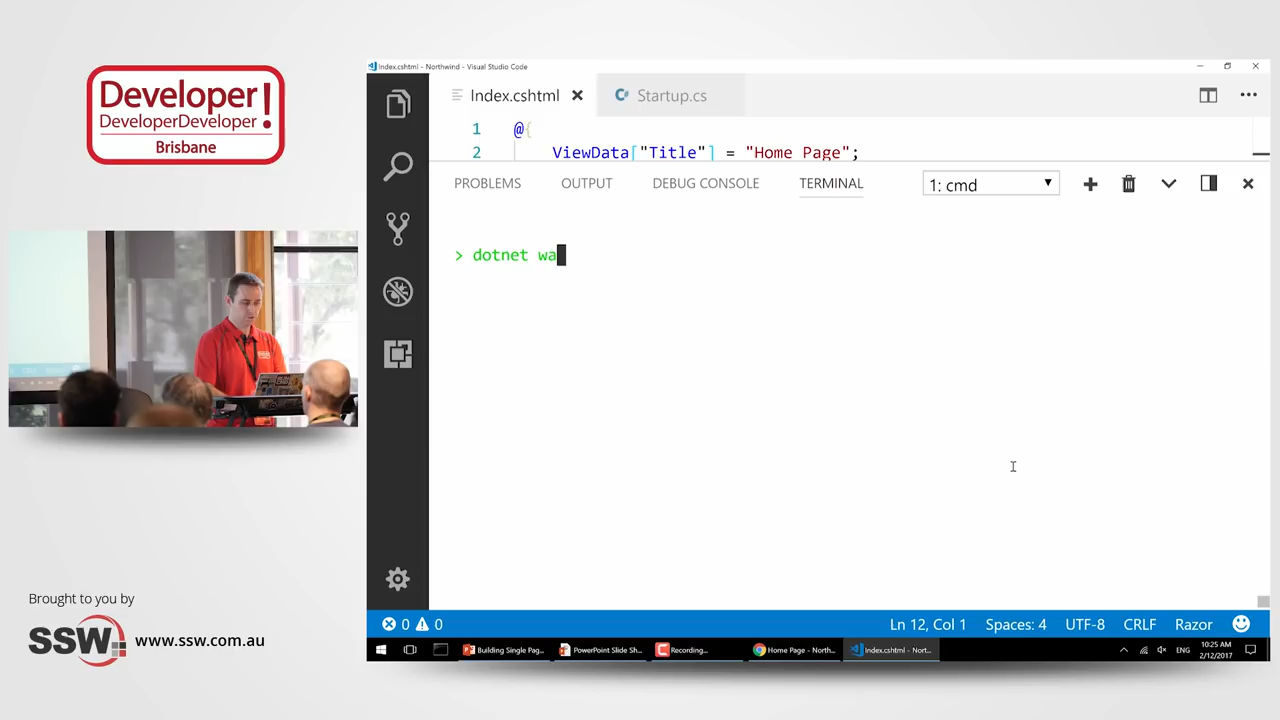 Developer!
DeveloperDeveloper
Brisbane
Brought to you by
SSW
www.ssw.com.au
Index.cshtml - Northwind - Visual Studio Code
Index.cshtml
Startup.cs
1 @{
2 ViewData["Title"] = "Home Page";
PROBLEMS OUTPUT DEBUG CONSOLE TERMINAL 1: cmd
> dotnet wa
0 0 Ln 12, Col 1 Spaces: 4 UTF-8 CRLF Razor
Building Single Pag... PowerPoint Slide Sh... Recording... Home Page - North... Index.cshtml - Nort... ENG 10:25 AM
2/12/2017